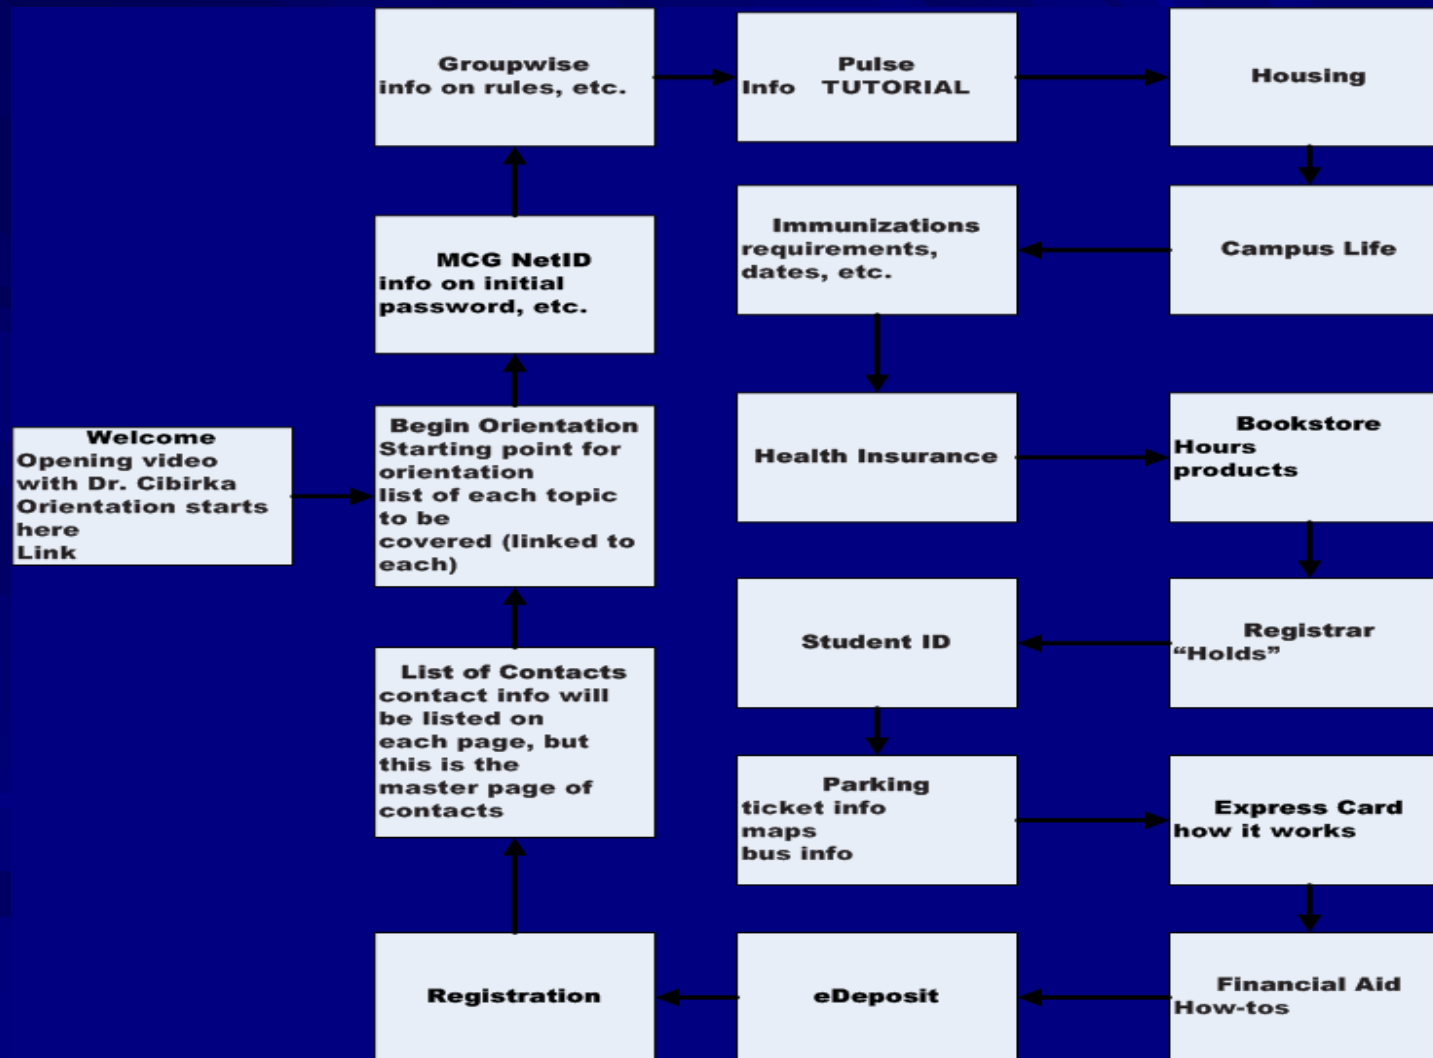 Groupwise
info on rules, etc.
Pulse
Info TUTORIAL
Housing
MCG NetID
info on initial
password, etc.
Immunizations
requirements,
dates, etc.
Campus Life
Welcome
Opening video
with Dr. Cibirka
Orientation starts
here
Link
Begin Orientation
Starting point for
orientation
list of each topic
to be
covered (linked to
each)
Health Insurance
Bookstore
Hours
products
List of Contacts
contact info will
be listed on
each page, but
this is the
master page of
contacts
Student ID
Registrar
“Holds”
Parking
ticket info
maps
bus info
Express Card
how it works
Registration
eDeposit
Financial Aid
How-tos